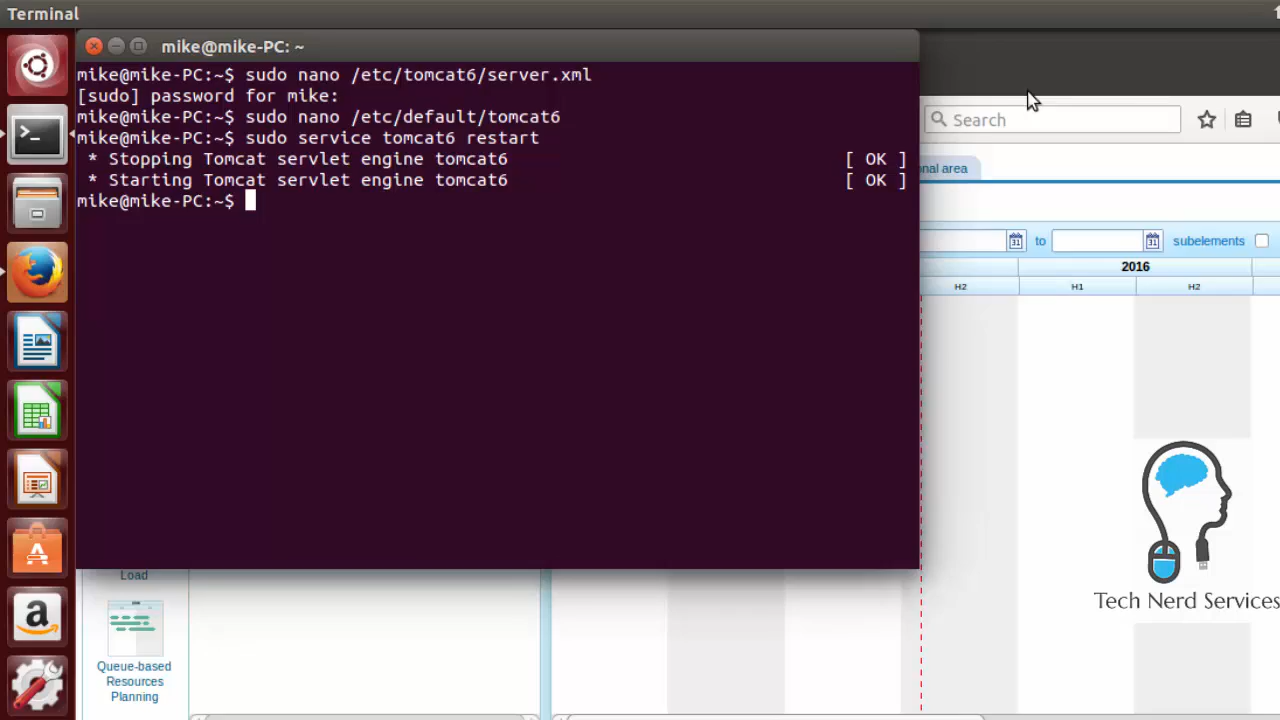 Terminal
mike@mike-PC: ~
mike@mike-PC:~$ sudo nano /etc/tomcat6/server.xml
[sudo] password for mike:
mike@mike-PC:~$ sudo nano /etc/default/tomcat6
mike@mike-PC:~$ sudo service tomcat6 restart
* Stopping Tomcat servlet engine tomcat6 [ OK ]
* Starting Tomcat servlet engine tomcat6 [ OK ]
mike@mike-PC:~$
Search
nal area
31 to 31 subelements
2016
H2 H1 H2
Tech Nerd Services
Load
Queue-based
Resources
Planning